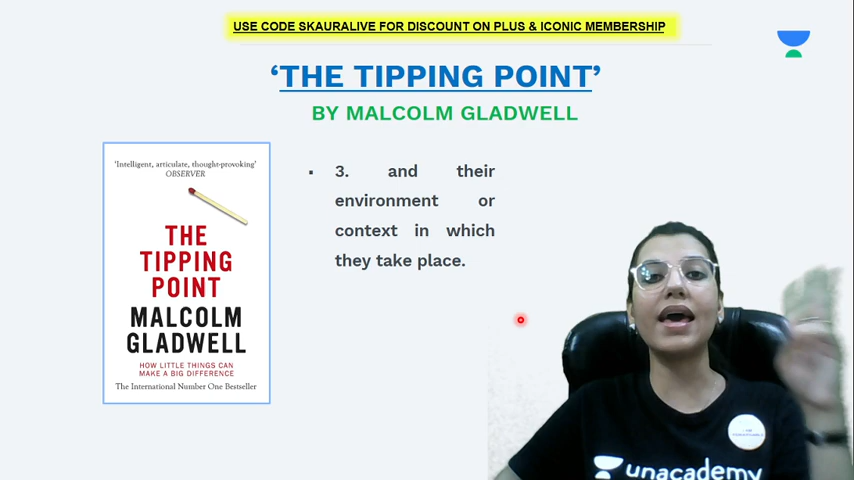 USE CODE SKAURALIVE FOR DISCOUNT ON PLUS & ICONIC MEMBERSHIP
‘THE TIPPING POINT’
BY MALCOLM GLADWELL
‘Intelligent, articulate, thought-provoking’
OBSERVER
THE
TIPPING
POINT
MALCOLM
GLADWELL
HOW LITTLE THINGS CAN
MAKE A BIG DIFFERENCE
The International Number One Bestseller
▪ 3. and their
environment or
context in which
they take place.
unacademy